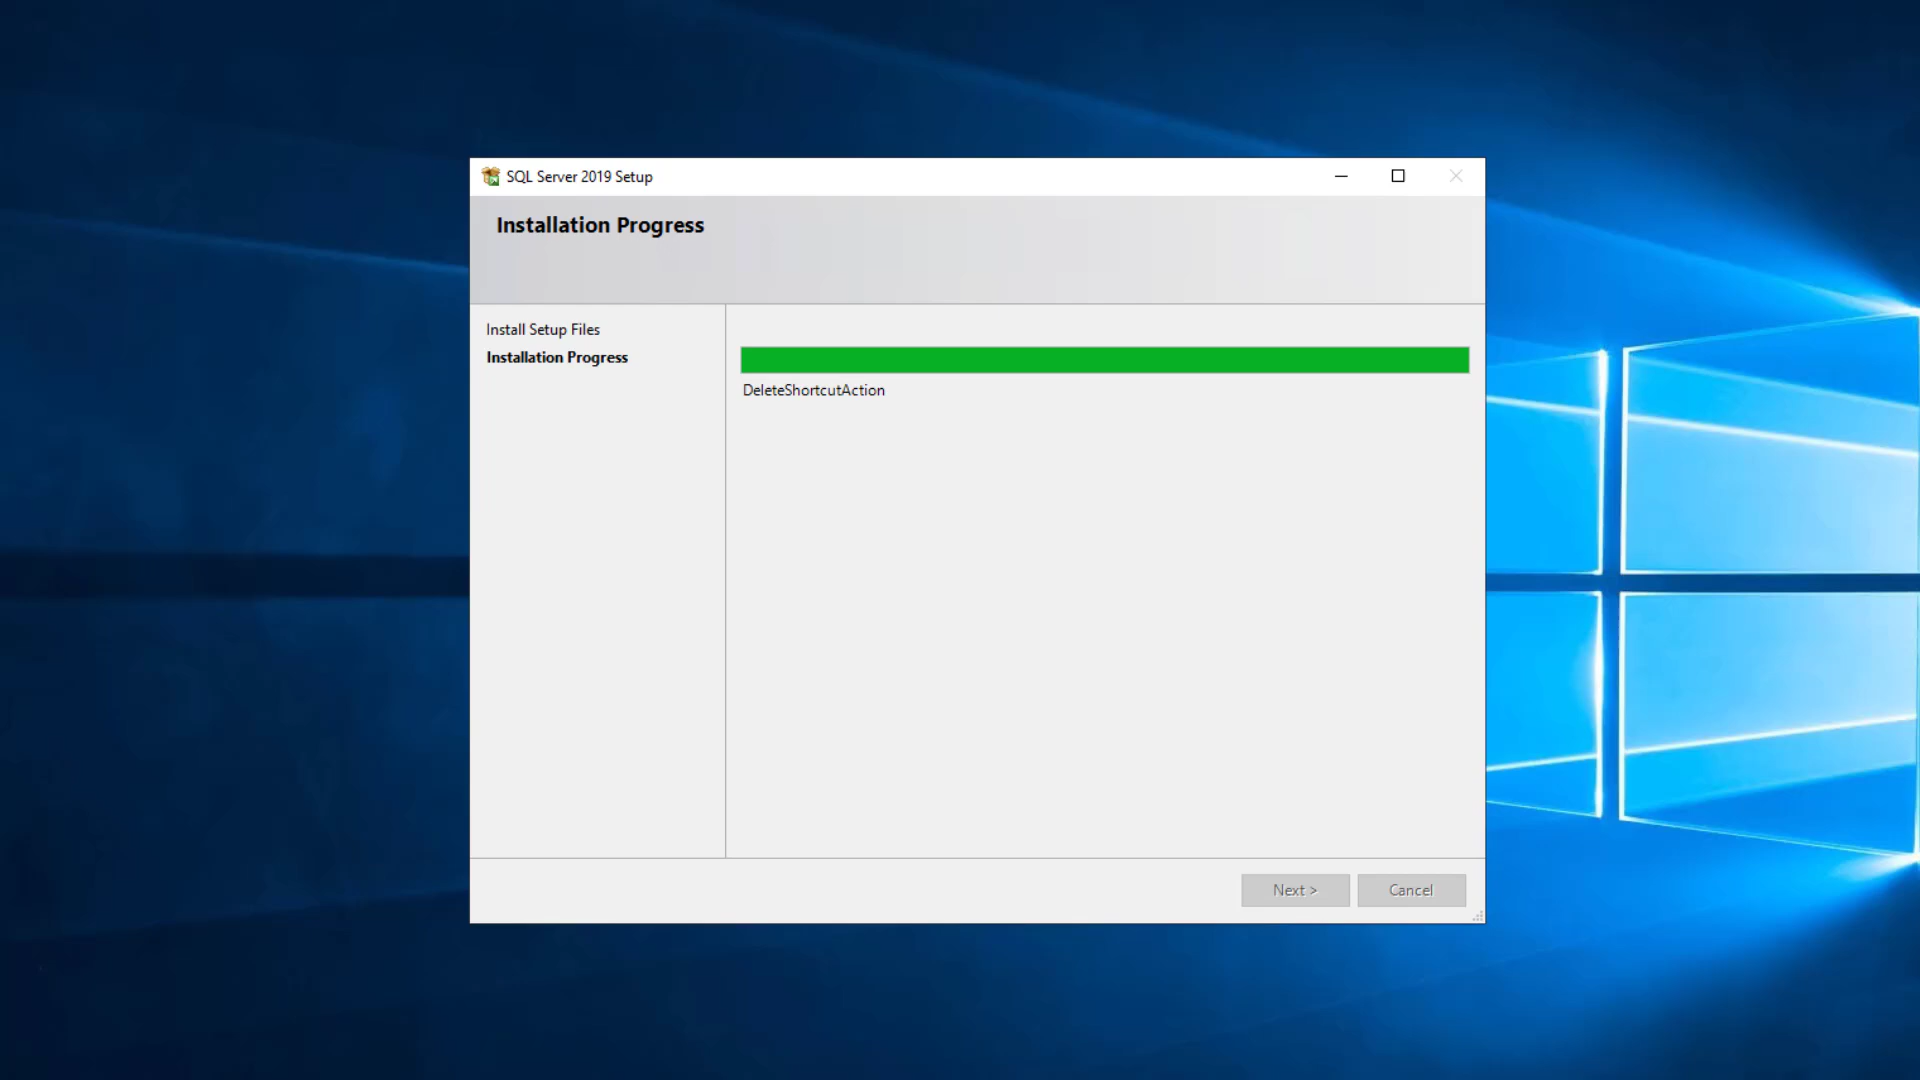 SQL Server 2019 Setup
Installation Progress
Install Setup Files
Installation Progress
DeleteShortcutAction
Next >
Cancel